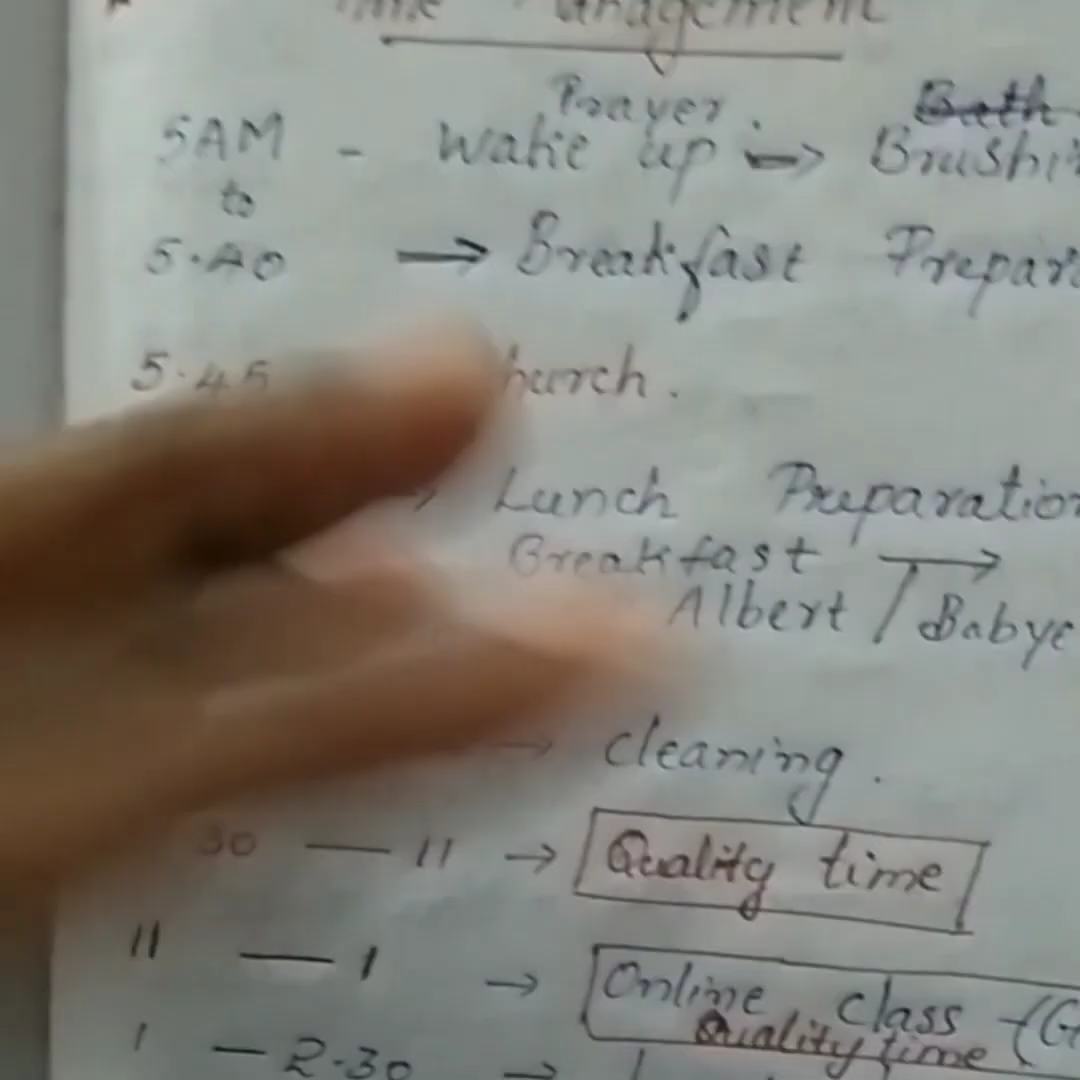 Prayer.
5AM - Wake up → Brushi
to
5.40 → Breakfast Prepar
5.45 hurch.
→ Lunch Preparation
Breakfast →
Albert / Babye
→ cleaning.
30 — 11 → Quality time
11 — 1 → Online class (G
Quality time
1 — 2.30 →